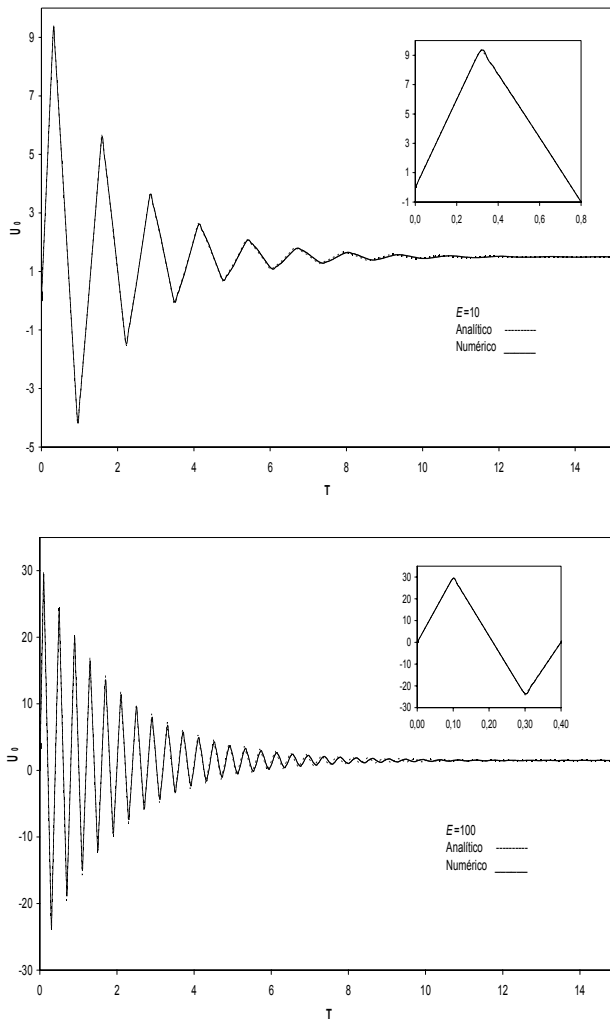 9
7
5
3
1
-1
-3
-5
U 0
0 2 4 6 8 10 12 14
T
9
7
5
3
1
-1
0,0 0,2 0,4 0,6 0,8
E=10
Analítico ----------
Numérico ______
30
20
10
0
-10
-20
-30
U 0
0 2 4 6 8 10 12 14
T
30
20
10
0
-10
-20
-30
0,00 0,10 0,20 0,30 0,40
E=100
Analítico ----------
Numérico ______